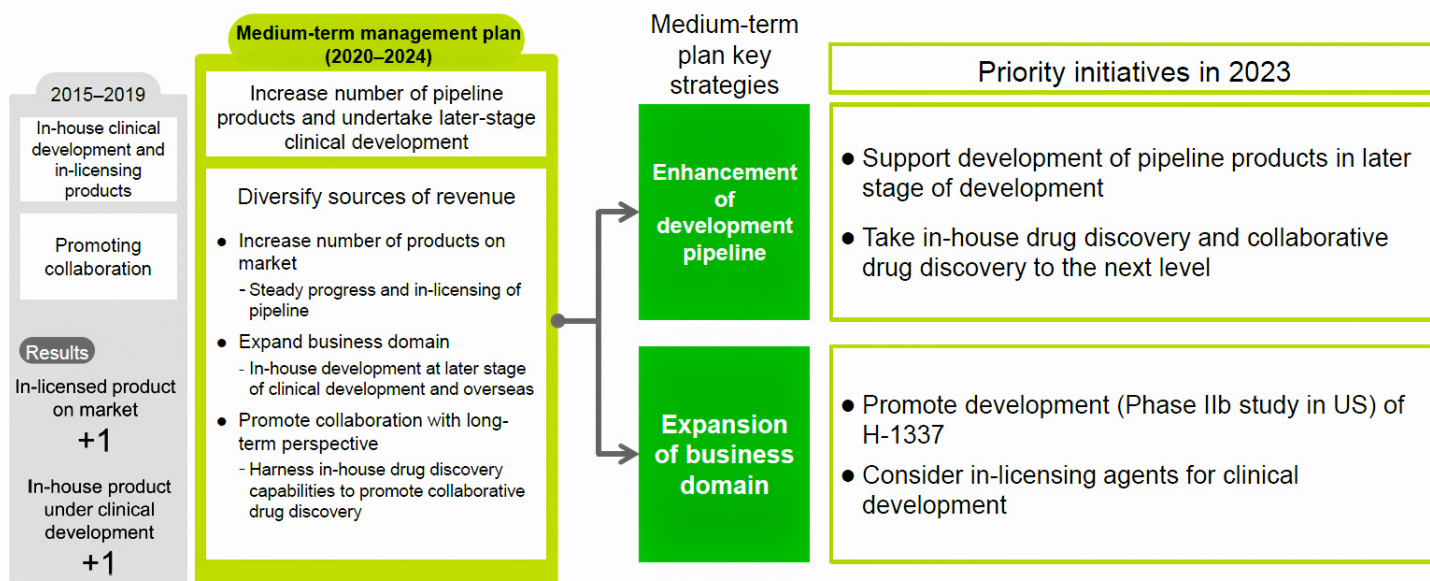 2015–2019
In-house clinical
development and
in-licensing
products
Promoting
collaboration
Results
In-licensed product
on market
+1
In-house product
under clinical
development
+1
Medium-term management plan
(2020–2024)
Increase number of pipeline
products and undertake later-stage
clinical development
Diversify sources of revenue
● Increase number of products on
market
- Steady progress and in-licensing of
pipeline
● Expand business domain
- In-house development at later stage
of clinical development and overseas
● Promote collaboration with long-
term perspective
- Harness in-house drug discovery
capabilities to promote collaborative
drug discovery
Medium-term
plan key
strategies
Enhancement
of
development
pipeline
Expansion
of business
domain
Priority initiatives in 2023
● Support development of pipeline products in later
stage of development
● Take in-house drug discovery and collaborative
drug discovery to the next level
● Promote development (Phase IIb study in US) of
H-1337
● Consider in-licensing agents for clinical
development